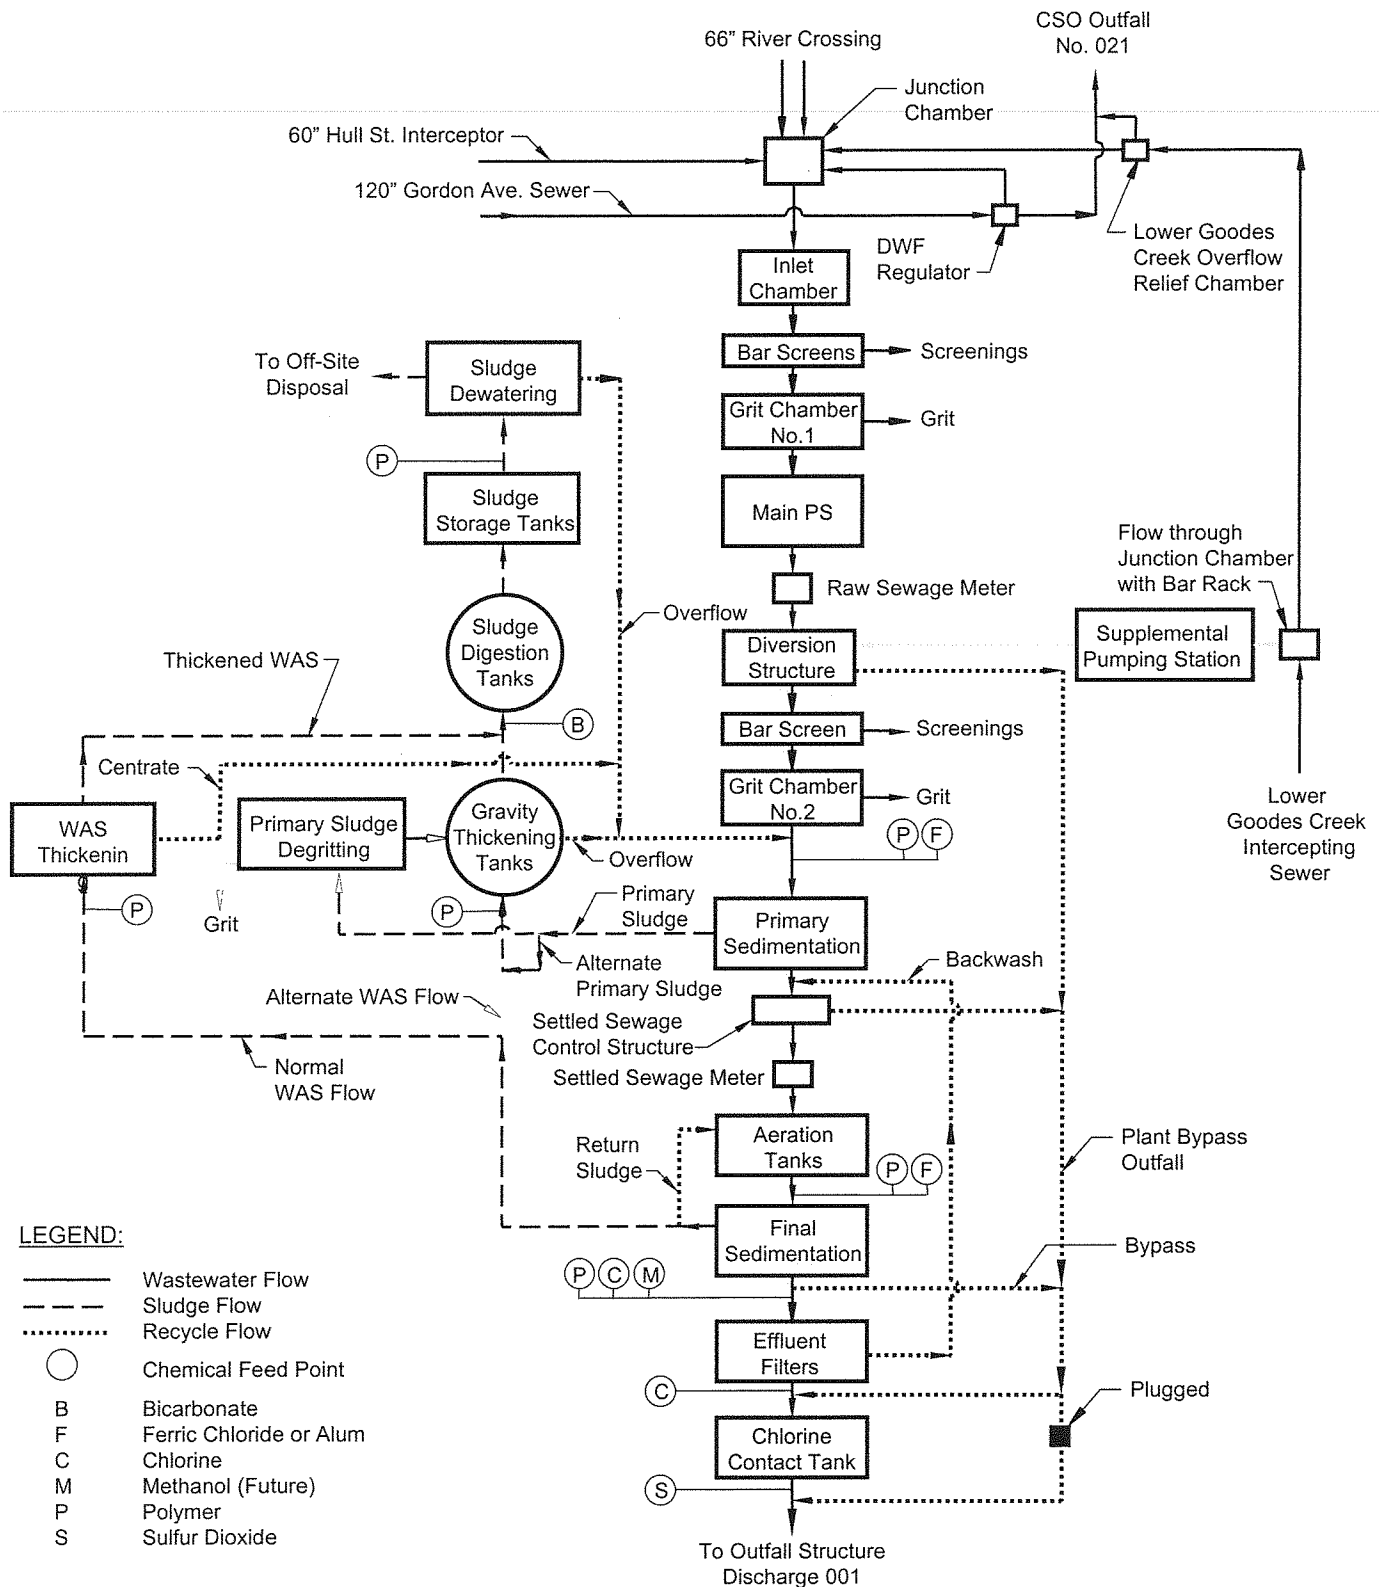 CSO Outfall
No. 021
66" River Crossing
Junction
Chamber
60" Hull St. Interceptor
120" Gordon Ave. Sewer
DWF
Regulator
Lower Goodes
Creek Overflow
Relief Chamber
Inlet
Chamber
Bar Screens
Screenings
To Off-Site
Disposal
Sludge
Dewatering
Grit Chamber
No.1
Grit
P
Sludge
Storage Tanks
Main PS
Flow through
Junction Chamber
with Bar Rack
Raw Sewage Meter
Overflow
Sludge
Digestion
Tanks
Diversion
Structure
Supplemental
Pumping Station
Thickened WAS
B
Bar Screen
Screenings
Centrate
Grit Chamber
No.2
Grit
WAS
Thickenin
Primary Sludge
Degritting
Gravity
Thickening
Tanks
Overflow
P
F
Lower
Goodes Creek
Intercepting
Sewer
P
Grit
P
Primary
Sludge
Primary
Sedimentation
Alternate
Primary Sludge
Backwash
Alternate WAS Flow
Settled Sewage
Control Structure
Normal
WAS Flow
Settled Sewage Meter
Return
Sludge
Aeration
Tanks
P
F
Plant Bypass
Outfall
Final
Sedimentation
Bypass
P
C
M
Effluent
Filters
C
Plugged
Chlorine
Contact Tank
S
To Outfall Structure
Discharge 001
LEGEND:
Wastewater Flow
Sludge Flow
Recycle Flow
Chemical Feed Point
B Bicarbonate
F Ferric Chloride or Alum
C Chlorine
M Methanol (Future)
P Polymer
S Sulfur Dioxide